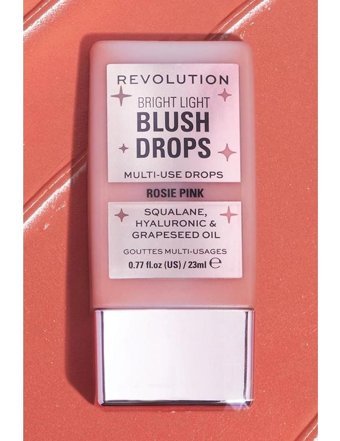 REVOLUTION
BRIGHT LIGHT
BLUSH
DROPS
MULTI-USE DROPS
ROSIE PINK
SQUALANE,
HYALURONIC &
GRAPESEED OIL
GOUTTES MULTI-USAGES
0.77 fl.oz (US) / 23ml ℮